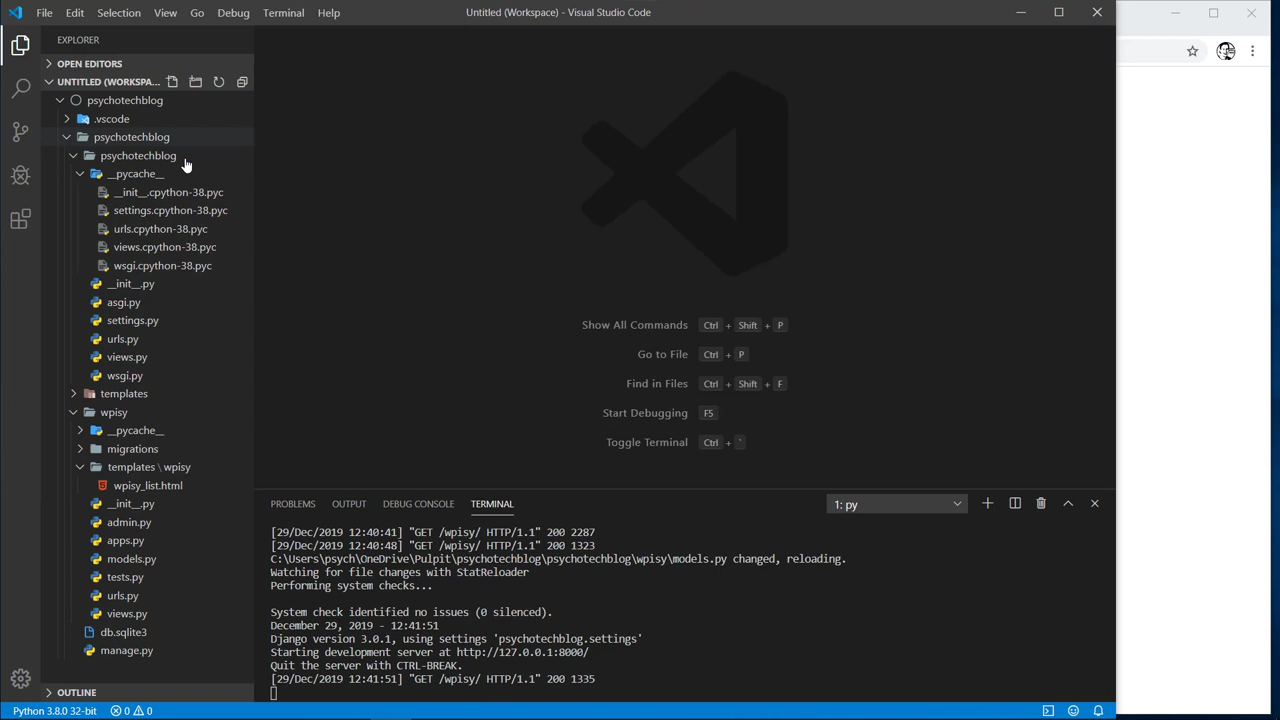 File Edit Selection View Go Debug Terminal Help
Untitled (Workspace) - Visual Studio Code
EXPLORER
OPEN EDITORS
UNTITLED (WORKSPA...
psychotechblog
.vscode
psychotechblog
psychotechblog
__pycache__
__init__.cpython-38.pyc
settings.cpython-38.pyc
urls.cpython-38.pyc
views.cpython-38.pyc
wsgi.cpython-38.pyc
__init__.py
asgi.py
settings.py
urls.py
views.py
wsgi.py
templates
wpisy
__pycache__
migrations
templates \ wpisy
wpisy_list.html
__init__.py
admin.py
apps.py
models.py
tests.py
urls.py
views.py
db.sqlite3
manage.py
OUTLINE
Show All Commands Ctrl + Shift + P
Go to File Ctrl + P
Find in Files Ctrl + Shift + F
Start Debugging F5
Toggle Terminal Ctrl + `
PROBLEMS OUTPUT DEBUG CONSOLE TERMINAL
1: py
[29/Dec/2019 12:40:41] "GET /wpisy/ HTTP/1.1" 200 2287
[29/Dec/2019 12:40:48] "GET /wpisy/ HTTP/1.1" 200 1323
C:\Users\psych\OneDrive\Pulpit\psychotechblog\psychotechblog\wpisy\models.py changed, reloading.
Watching for file changes with StatReloader
Performing system checks...
System check identified no issues (0 silenced).
December 29, 2019 - 12:41:51
Django version 3.0.1, using settings 'psychotechblog.settings'
Starting development server at http://127.0.0.1:8000/
Quit the server with CTRL-BREAK.
[29/Dec/2019 12:41:51] "GET /wpisy/ HTTP/1.1" 200 1335
Python 3.8.0 32-bit 0 0